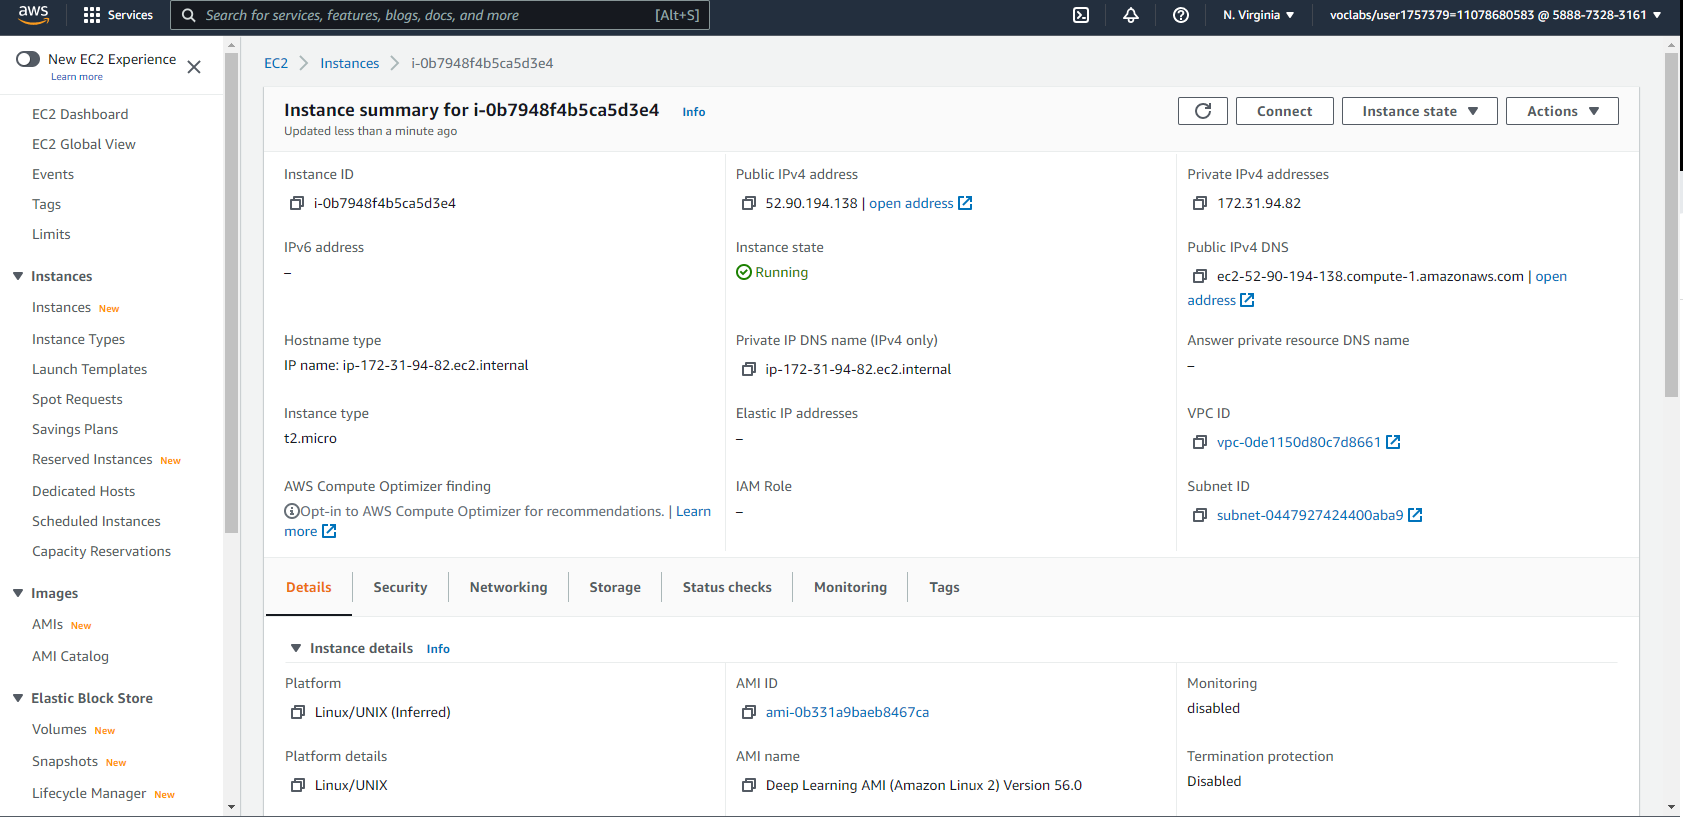 aws
Services
Search for services, features, blogs, docs, and more
[Alt+S]
N. Virginia
voclabs/user1757379=11078680583 @ 5888-7328-3161
New EC2 Experience
Learn more
EC2 Dashboard
EC2 Global View
Events
Tags
Limits
Instances
Instances New
Instance Types
Launch Templates
Spot Requests
Savings Plans
Reserved Instances New
Dedicated Hosts
Scheduled Instances
Capacity Reservations
Images
AMIs New
AMI Catalog
Elastic Block Store
Volumes New
Snapshots New
Lifecycle Manager New
EC2 > Instances > i-0b7948f4b5ca5d3e4
Instance summary for i-0b7948f4b5ca5d3e4 Info
Updated less than a minute ago
Connect
Instance state
Actions
Instance ID
i-0b7948f4b5ca5d3e4
Public IPv4 address
52.90.194.138 | open address
Private IPv4 addresses
172.31.94.82
IPv6 address
–
Instance state
Running
Public IPv4 DNS
ec2-52-90-194-138.compute-1.amazonaws.com | open
address
Hostname type
IP name: ip-172-31-94-82.ec2.internal
Private IP DNS name (IPv4 only)
ip-172-31-94-82.ec2.internal
Answer private resource DNS name
–
Instance type
t2.micro
Elastic IP addresses
–
VPC ID
vpc-0de1150d80c7d8661
AWS Compute Optimizer finding
Opt-in to AWS Compute Optimizer for recommendations. | Learn
more
IAM Role
–
Subnet ID
subnet-0447927424400aba9
Details
Security
Networking
Storage
Status checks
Monitoring
Tags
Instance details Info
Platform
Linux/UNIX (Inferred)
AMI ID
ami-0b331a9baeb8467ca
Monitoring
disabled
Platform details
Linux/UNIX
AMI name
Deep Learning AMI (Amazon Linux 2) Version 56.0
Termination protection
Disabled